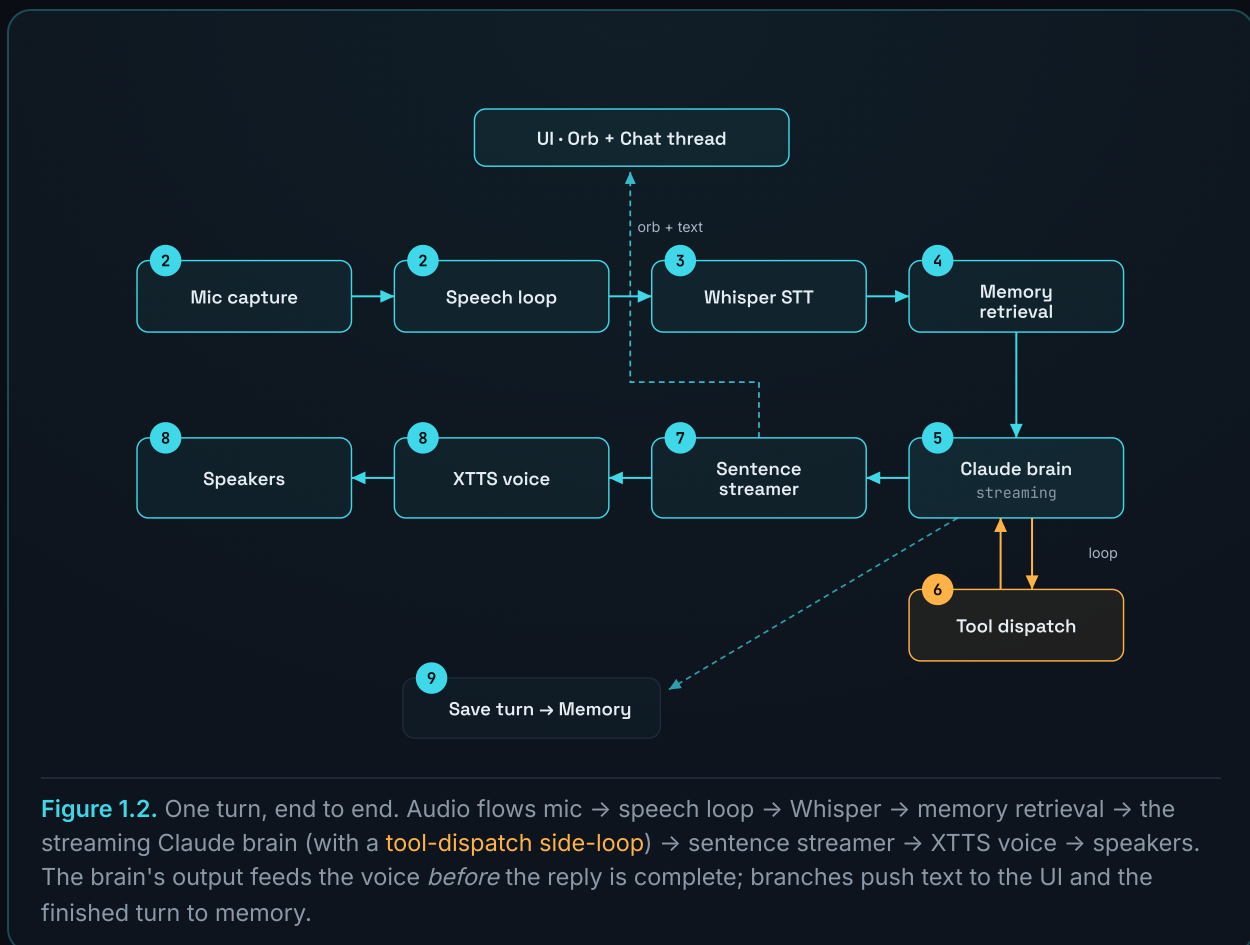 UI · Orb + Chat thread
orb + text
2
Mic capture
2
Speech loop
3
Whisper STT
4
Memory
retrieval
8
Speakers
8
XTTS voice
7
Sentence
streamer
5
Claude brain
streaming
loop
6
Tool dispatch
9
Save turn → Memory
Figure 1.2. One turn, end to end. Audio flows mic → speech loop → Whisper → memory retrieval → the
streaming Claude brain (with a tool-dispatch side-loop) → sentence streamer → XTTS voice → speakers.
The brain's output feeds the voice before the reply is complete; branches push text to the UI and the
finished turn to memory.